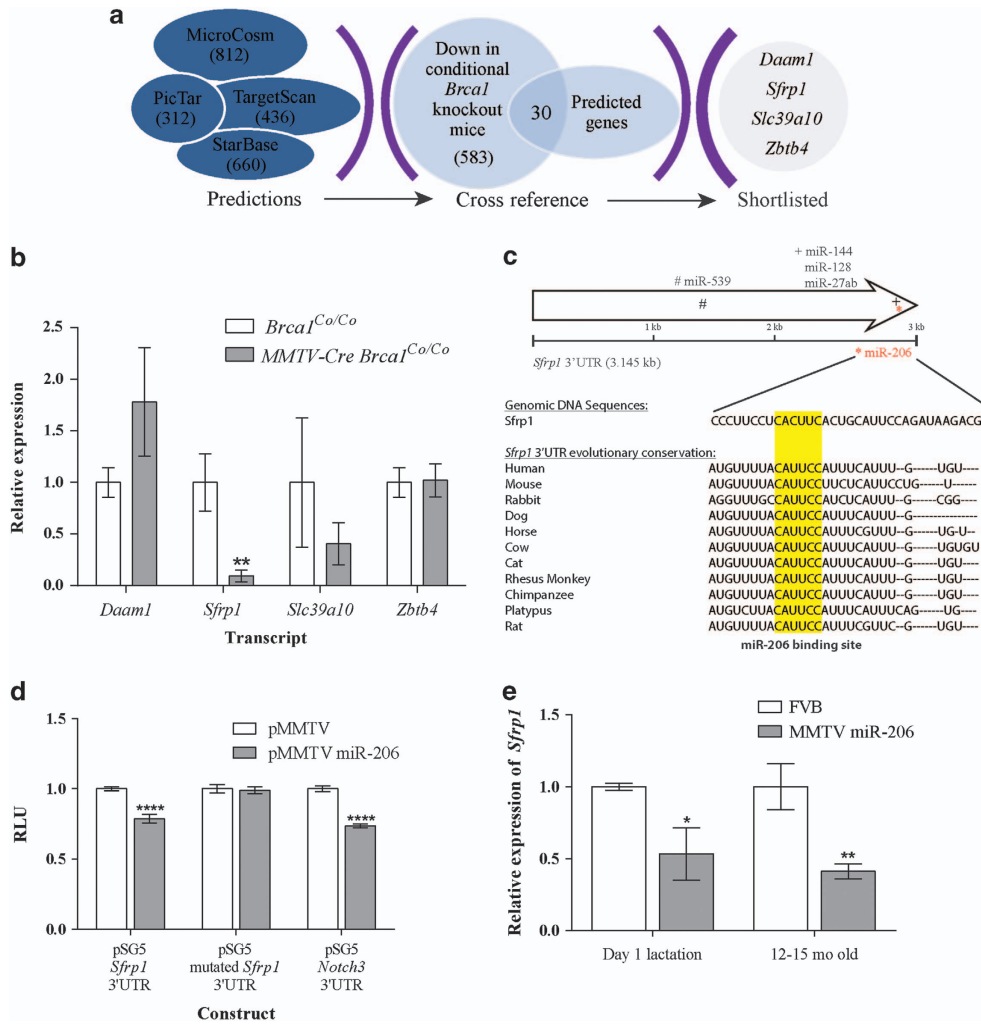 a
MicroCosm
(812)
PicTar
(312)
TargetScan
(436)
StarBase
(660)
Down in
conditional
Brca1
knockout
mice
(583)
30
Predicted
genes
Daam1
Sfrp1
Slc39a10
Zbtb4
Predictions
Cross reference
Shortlisted
b
Relative expression
2.5
2.0
1.5
1.0
0.5
0.0
Brca1Co/Co
MMTV-Cre Brca1Co/Co
**
Daam1
Sfrp1
Slc39a10
Zbtb4
Transcript
c
+ miR-144
miR-128
miR-27ab
# miR-539
#
+
*
1 kb
2 kb
3 kb
Sfrp1 3'UTR (3.145 kb)
* miR-206
Genomic DNA Sequences:
Sfrp1 CCCUUCCUCACUUCACUGCAUUCCAGAUAAGACG
Sfrp1 3'UTR evolutionary conservation:
Human AUGUUUUACAUUCCAUUUCAUUU--G------UGU----
Mouse AUGUUUUACAUUCCUUCUCAUUCCUG-----U-----
Rabbit AGGUUUGCCAUUCCAUCUCAUUU--G------CGG----
Dog AUGUUUUACAUUCCAUUUCAUUU--G----------------
Horse AUGUUUUACAUUCCAUUUCGUUU--G------UG-U--
Cow AUGUUUUACAUUCCAUUUCAUUU--G------UGUGU
Cat AUGUUUUACAUUCCAUUUCAUUU--G------UGU----
Rhesus Monkey AUGUUUUACAUUCCAUUUCAUUU--G------UGU----
Chimpanzee AUGUUUUACAUUCCAUUUCAUUU--G------UGU----
Platypus AUGUCUUACAUUCCAUUUCAUUUCAG-----UG----
Rat AUGUUUUACAUUCCAUUUCGUUC--G------UGU----
miR-206 binding site
d
RLU
1.5
1.0
0.5
0.0
pMMTV
pMMTV miR-206
****
****
pSG5
Sfrp1
3'UTR
pSG5
mutated Sfrp1
3'UTR
pSG5
Notch3
3'UTR
Construct
e
Relative expression of Sfrp1
1.5
1.0
0.5
0.0
FVB
MMTV miR-206
*
**
Day 1 lactation
12-15 mo old